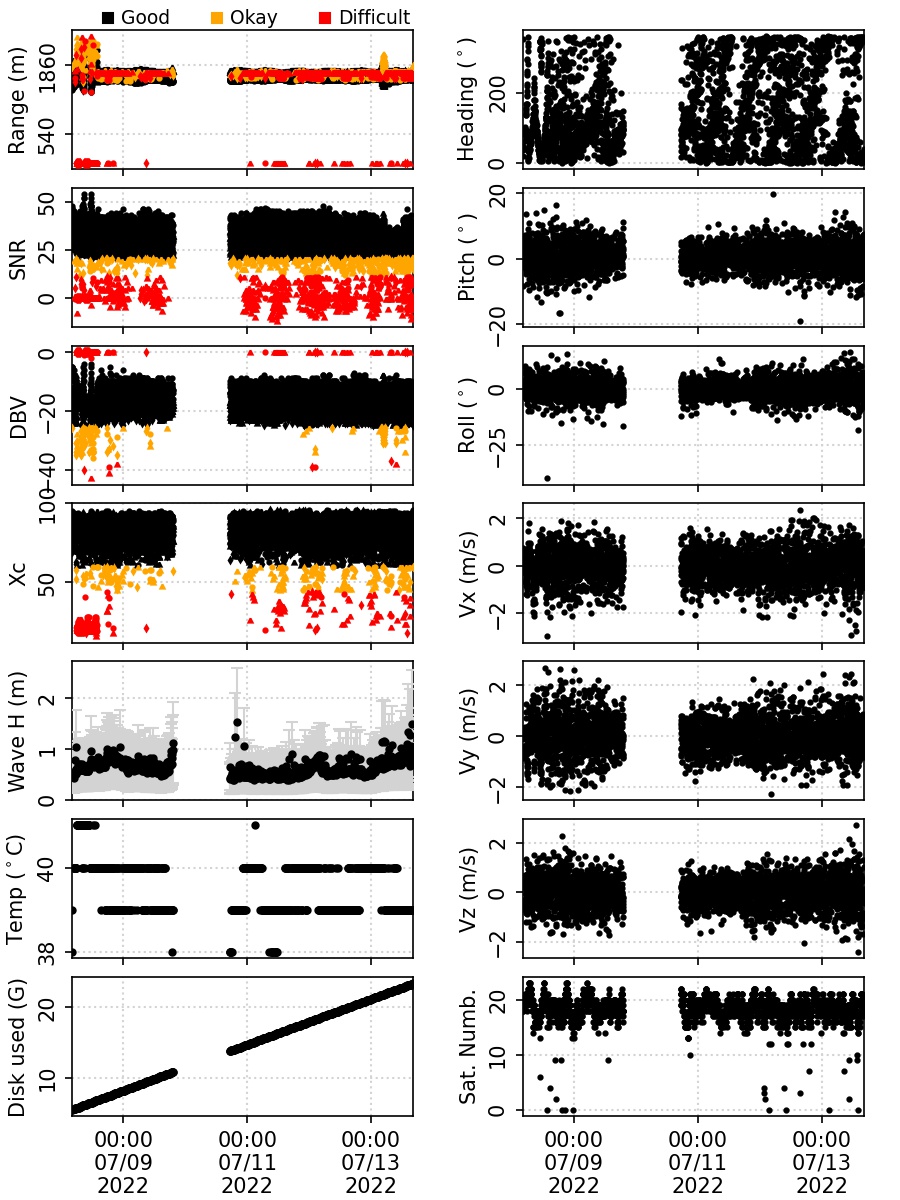 Good Okay Difficult
Range (m)
1860
540
Heading (°)
200
0
SNR
50
25
0
Pitch (°)
20
0
−20
DBV
0
−20
−40
Roll (°)
0
−25
Xc
100
50
Vx (m/s)
2
0
−2
Wave H (m)
2
1
0
Vy (m/s)
2
0
−2
Temp (°C)
40
38
Vz (m/s)
2
0
−2
Disk used (G)
20
10
Sat. Numb.
20
10
0
00:00 00:00 00:00
07/09 07/11 07/13
2022 2022 2022
00:00 00:00 00:00
07/09 07/11 07/13
2022 2022 2022